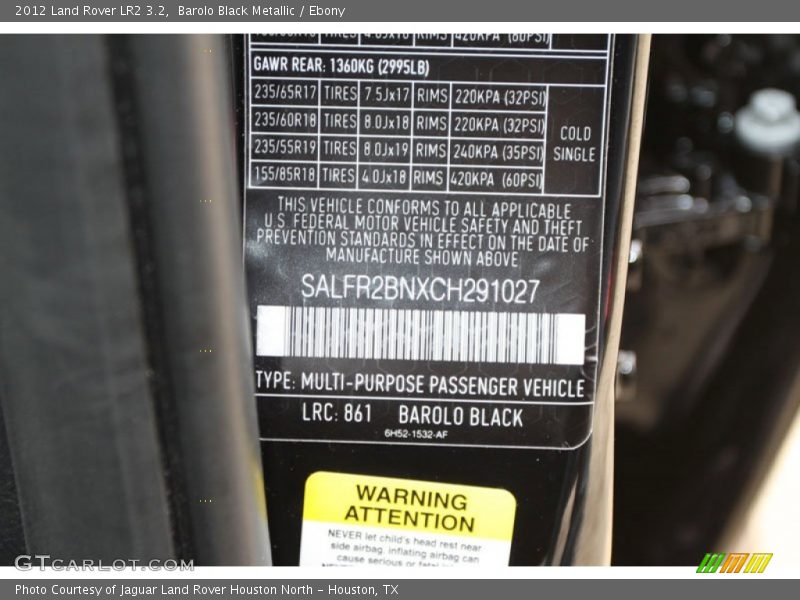 2012 Land Rover LR2 3.2,  Barolo Black Metallic / Ebony
GAWR REAR: 1360KG (2995LB)
235/65R17 TIRES 7.5Jx17 RIMS 220KPA (32PSI)
235/60R18 TIRES 8.0Jx18 RIMS 220KPA (32PSI)
235/55R19 TIRES 8.0Jx19 RIMS 240KPA (35PSI)
155/85R18 TIRES 4.0Jx18 RIMS 420KPA (60PSI)
COLD
SINGLE
THIS VEHICLE CONFORMS TO ALL APPLICABLE
U.S. FEDERAL MOTOR VEHICLE SAFETY AND THEFT
PREVENTION STANDARDS IN EFFECT ON THE DATE OF
MANUFACTURE SHOWN ABOVE
SALFR2BNXCH291027
TYPE: MULTI-PURPOSE PASSENGER VEHICLE
LRC: 861 BAROLO BLACK
6H52-1532-AF
WARNING
ATTENTION
NEVER let child's head rest near
side airbag, inflating airbag can
cause serious or fatal
GTCARLOT.COM
Photo Courtesy of Jaguar Land Rover Houston North - Houston, TX